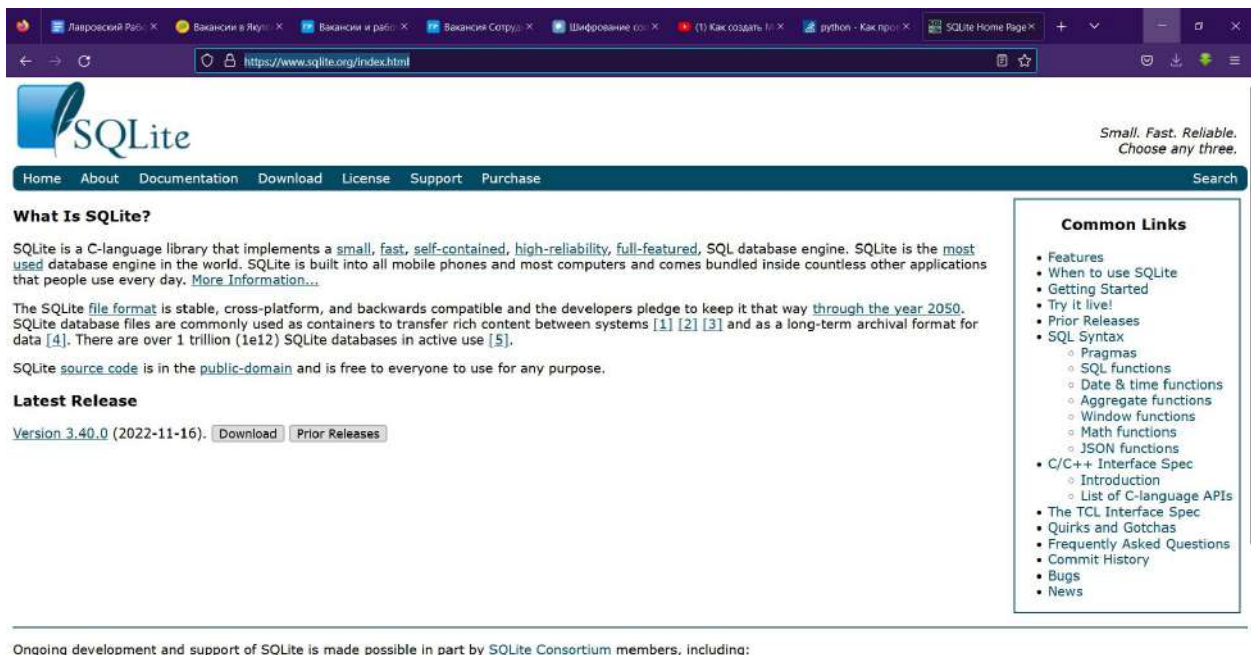 Лавровский Раб
Вакансии в Яку
Вакансии и рабо
Вакансия Сотруд
Шифрование со
(1) Как создать
python - Как про
SQLite Home Page
https://www.sqlite.org/index.html
SQLite
Small. Fast. Reliable.
Choose any three.
Home About Documentation Download License Support Purchase Search
What Is SQLite?
SQLite is a C-language library that implements a small, fast, self-contained, high-reliability, full-featured, SQL database engine. SQLite is the most
used database engine in the world. SQLite is built into all mobile phones and most computers and comes bundled inside countless other applications
that people use every day. More Information...
The SQLite file format is stable, cross-platform, and backwards compatible and the developers pledge to keep it that way through the year 2050.
SQLite database files are commonly used as containers to transfer rich content between systems [1] [2] [3] and as a long-term archival format for
data [4]. There are over 1 trillion (1e12) SQLite databases in active use [5].
SQLite source code is in the public-domain and is free to everyone to use for any purpose.
Latest Release
Version 3.40.0 (2022-11-16). Download Prior Releases
Common Links
Features
When to use SQLite
Getting Started
Try it live!
Prior Releases
SQL Syntax
Pragmas
SQL functions
Date & time functions
Aggregate functions
Window functions
Math functions
JSON functions
C/C++ Interface Spec
Introduction
List of C-language APIs
The TCL Interface Spec
Quirks and Gotchas
Frequently Asked Questions
Commit History
Bugs
News
Ongoing development and support of SQLite is made possible in part by SQLite Consortium members, including: